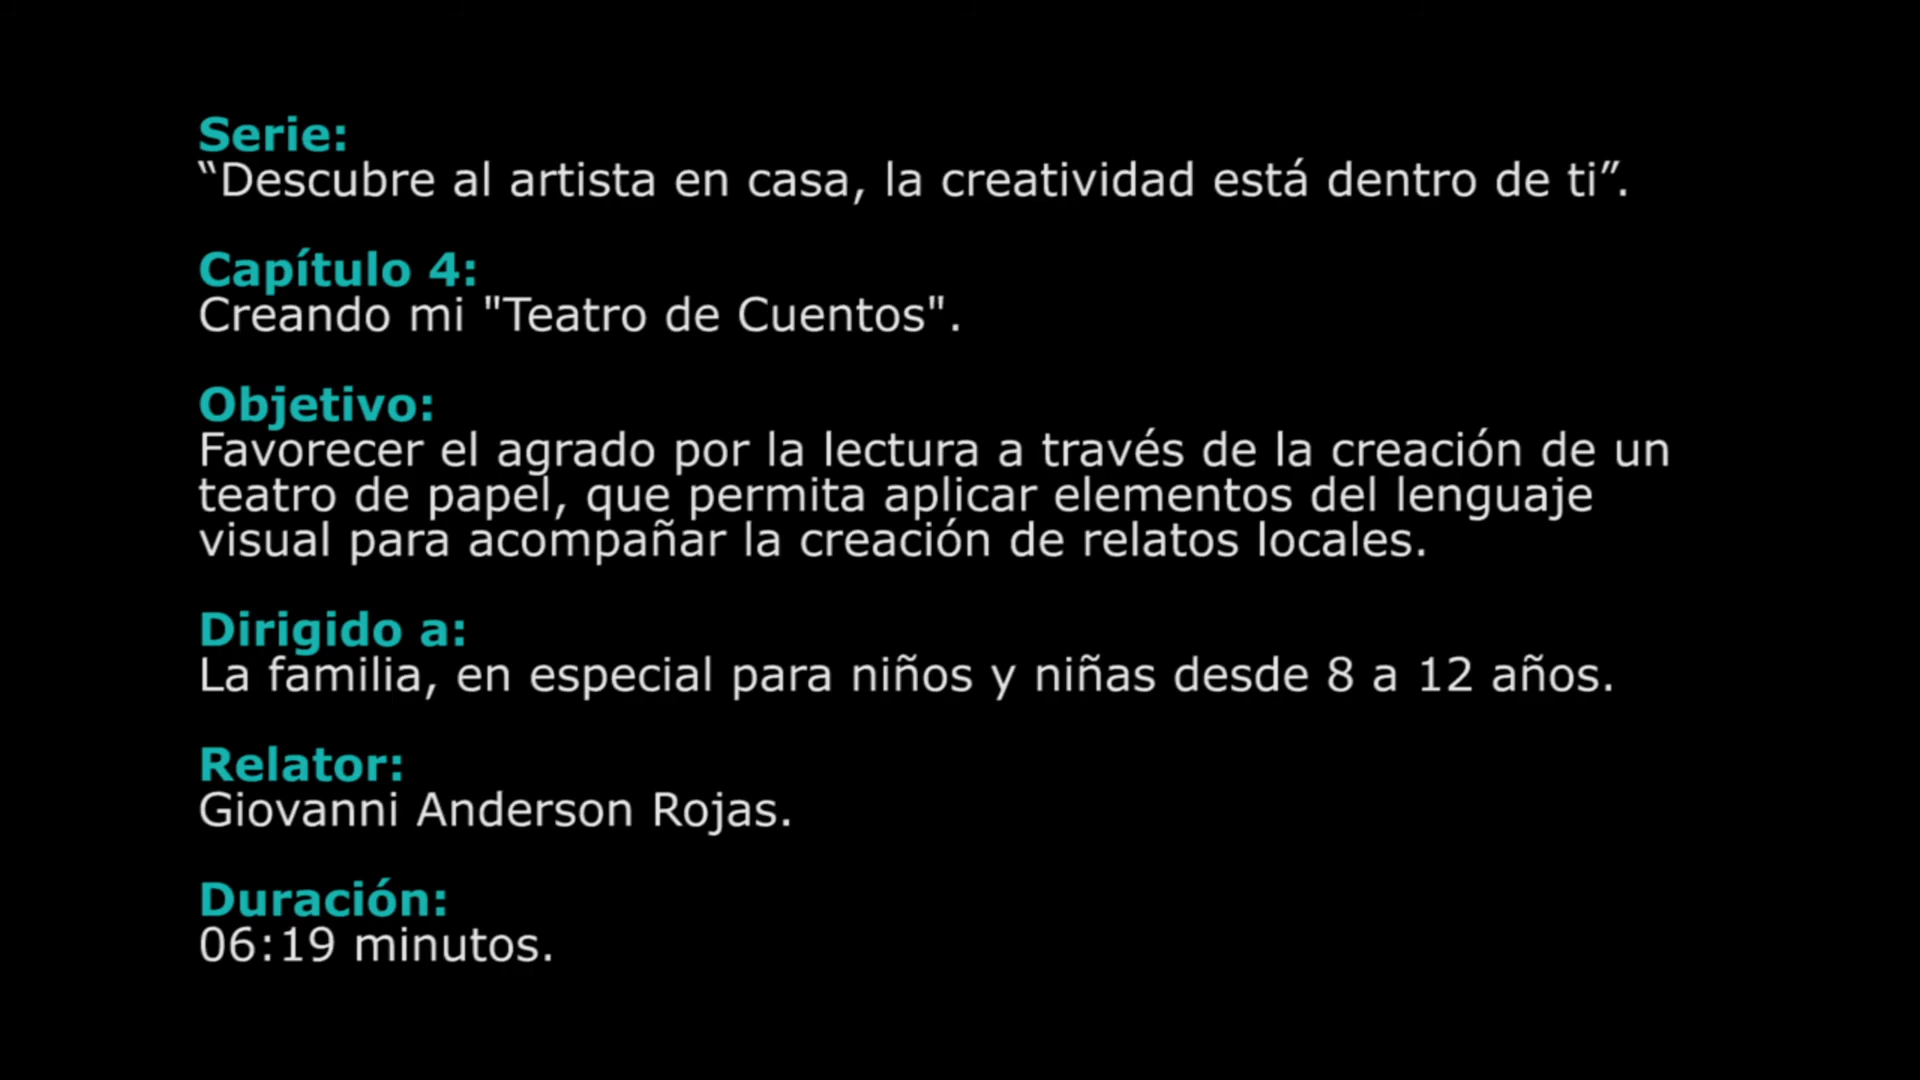 Serie:
“Descubre al artista en casa, la creatividad está dentro de ti”.
Capítulo 4:
Creando mi "Teatro de Cuentos".
Objetivo:
Favorecer el agrado por la lectura a través de la creación de un
teatro de papel, que permita aplicar elementos del lenguaje
visual para acompañar la creación de relatos locales.
Dirigido a:
La familia, en especial para niños y niñas desde 8 a 12 años.
Relator:
Giovanni Anderson Rojas.
Duración:
06:19 minutos.